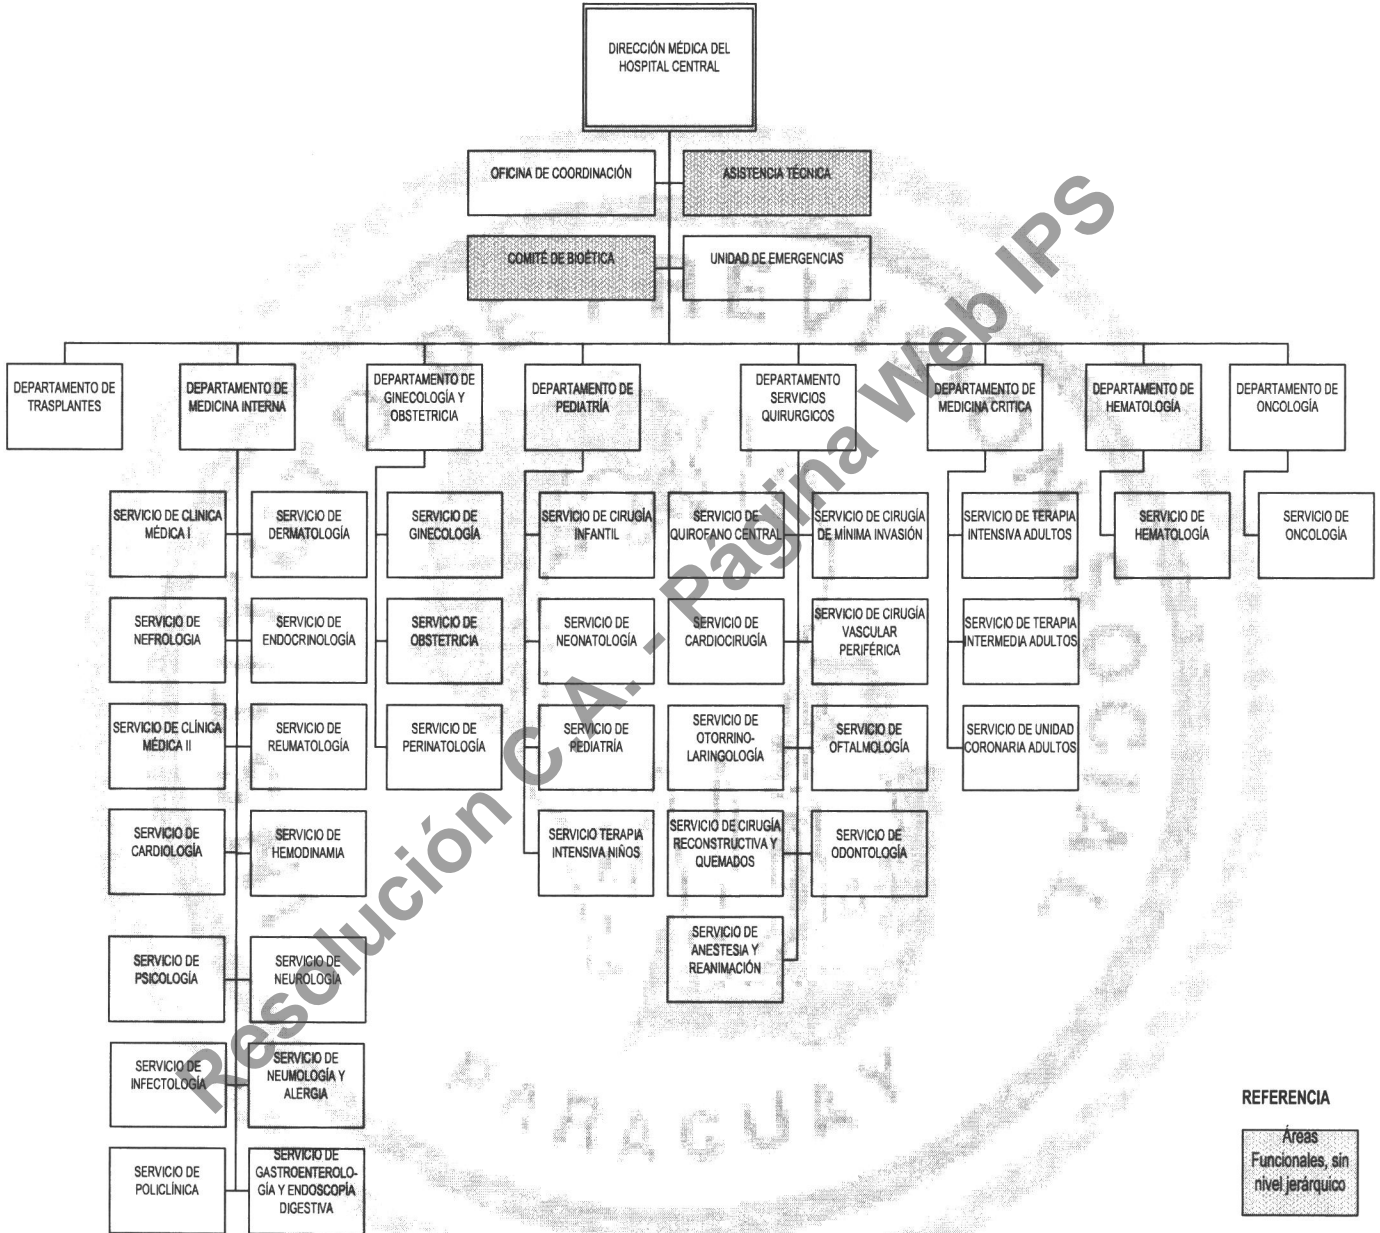 DIRECCIÓN MÉDICA DEL
HOSPITAL CENTRAL
OFICINA DE COORDINACIÓN
ASISTENCIA TÉCNICA
COMITÉ DE BIOÉTICA
UNIDAD DE EMERGENCIAS
DEPARTAMENTO DE
TRASPLANTES
DEPARTAMENTO DE
MEDICINA INTERNA
DEPARTAMENTO DE
GINECOLOGÍA Y
OBSTETRICIA
DEPARTAMENTO DE
PEDIATRÍA
DEPARTAMENTO
SERVICIOS
QUIRURGICOS
DEPARTAMENTO DE
MEDICINA CRITICA
DEPARTAMENTO DE
HEMATOLOGÍA
DEPARTAMENTO DE
ONCOLOGÍA
SERVICIO DE CLINICA
MÉDICA I
SERVICIO DE
DERMATOLOGÍA
SERVICIO DE
GINECOLOGÍA
SERVICIO DE CIRUGÍA
INFANTIL
SERVICIO DE
QUIROFANO CENTRAL
SERVICIO DE CIRUGÍA
DE MÍNIMA INVASIÓN
SERVICIO DE TERAPIA
INTENSIVA ADULTOS
SERVICIO DE
HEMATOLOGÍA
SERVICIO DE
ONCOLOGÍA
SERVICIO DE
NEFROLOGIA
SERVICIO DE
ENDOCRINOLOGÍA
SERVICIO DE
OBSTETRICIA
SERVICIO DE
NEONATOLOGÍA
SERVICIO DE
CARDIOCIRUGÍA
SERVICIO DE CIRUGÍA
VASCULAR
PERIFÉRICA
SERVICIO DE TERAPIA
INTERMEDIA ADULTOS
SERVICIO DE CLÍNICA
MÉDICA II
SERVICIO DE
REUMATOLOGÍA
SERVICIO DE
PERINATOLOGÍA
SERVICIO DE
PEDIATRÍA
SERVICIO DE
OTORRINO-
LARINGOLOGÍA
SERVICIO DE
OFTALMOLOGÍA
SERVICIO DE UNIDAD
CORONARIA ADULTOS
SERVICIO DE
CARDIOLOGÍA
SERVICIO DE
HEMODINAMIA
SERVICIO TERAPIA
INTENSIVA NIÑOS
SERVICIO DE CIRUGÍA
RECONSTRUCTIVA Y
QUEMADOS
SERVICIO DE
ODONTOLOGÍA
SERVICIO DE
PSICOLOGÍA
SERVICIO DE
NEUROLOGÍA
SERVICIO DE
ANESTESIA Y
REANIMACIÓN
SERVICIO DE
INFECTOLOGÍA
SERVICIO DE
NEUMOLOGÍA Y
ALERGIA
SERVICIO DE
POLICLÍNICA
SERVICIO DE
GASTROENTEROLO-
GÍA Y ENDOSCOPÍA
DIGESTIVA
REFERENCIA
Áreas
Funcionales, sin
nivel jerárquico
Resolución C.A. - Página Web IPS
PARAGUAY